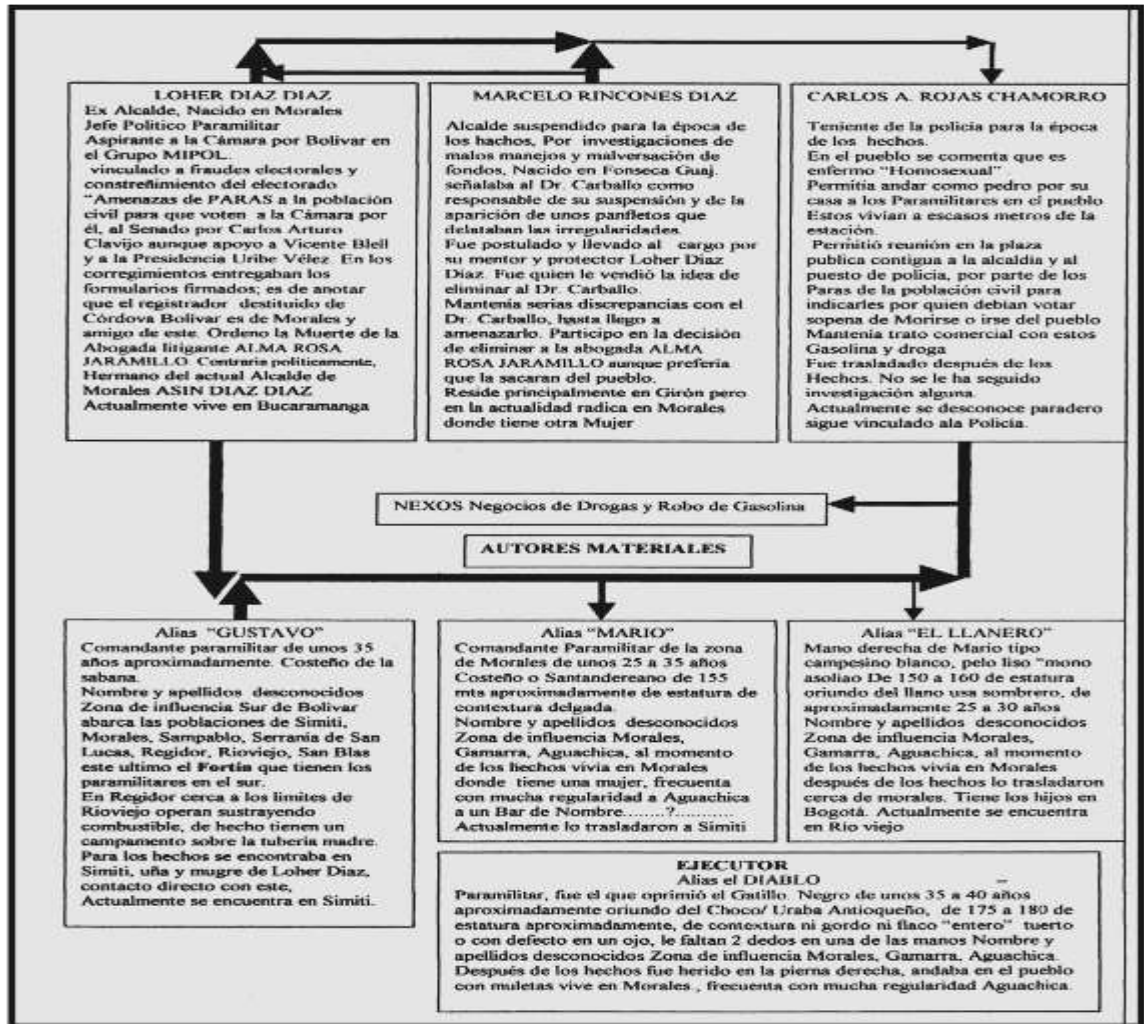 LOHER DIAZ DIAZ
Ex Alcalde, Nacido en Morales
Jefe Político Paramilitar
Aspirante a la Cámara por Bolivar en
el Grupo MIPOL.
vinculado a fraudes electorales y
constreñimiento del electorado
"Amenazas de PARAS a la población
civil para que voten a la Cámara por
él, al Senado por Carlos Arturo
Clavijo aunque apoyo a Vicente Blell
y a la Presidencia Uribe Vélez. En los
corregimientos entregaban los
formularios firmados; es de anotar
que el registrador destituido de
Córdova Bolivar es de Morales y
amigo de este. Ordeno la Muerte de la
Abogada litigante ALMA ROSA
JARAMILLO. Contraria políticamente,
Hermano del actual Alcalde de
Morales ASIN DIAZ DIAZ
Actualmente vive en Bucaramanga
MARCELO RINCONES DIAZ
Alcalde suspendido para la época de
los hachos, Por investigaciones de
malos manejos y malversación de
fondos, Nacido en Fonseca Guaj.
señalaba al Dr. Carballo como
responsable de su suspensión y de la
aparición de unos panfletos que
delataban las irregularidades.
Fue postulado y llevado al cargo por
su mentor y protector Loher Diaz
Diaz. Fue quien le vendió la idea de
eliminar al Dr. Carballo.
Mantenia serias discrepancias con el
Dr. Carballo, hasta llego a
amenazarlo. Participo en la decisión
de eliminar a la abogada ALMA
ROSA JARAMILLO aunque prefería
que la sacaran del pueblo.
Reside principalmente en Girón pero
en la actualidad radica en Morales
donde tiene otra Mujer
CARLOS A. ROJAS CHAMORRO
Teniente de la policía para la época
de los hechos.
En el pueblo se comenta que es
enfermo "Homosexual"
Permitía andar como pedro por su
casa a los Paramilitares en el pueblo
Estos vivían a escasos metros de la
estación.
Permitió reunión en la plaza
publica contigua a la alcaldía y al
puesto de policía, por parte de los
Paras de la población civil para
indicarles por quien debían votar
sopena de Morirse o irse del pueblo
Mantenía trato comercial con estos
Gasolina y droga
Fue trasladado después de los
Hechos. No se le ha seguido
investigación alguna.
Actualmente se desconoce paradero
sigue vinculado ala Policía.
NEXOS Negocios de Drogas y Robo de Gasolina
AUTORES MATERIALES
Alias "GUSTAVO"
Comandante paramilitar de unos 35
años aproximadamente. Costeño de la
sabana.
Nombre y apellidos desconocidos
Zona de influencia Sur de Bolivar
abarca las poblaciones de Simiti,
Morales, Sampablo, Serranía de San
Lucas, Regidor, Rioviejo, San Blas
este ultimo el Fortin que tienen los
paramilitares en el sur.
En Regidor cerca a los limites de
Rioviejo operan sustrayendo
combustible, de hecho tienen un
campamento sobre la tubería madre.
Para los hechos se encontraba en
Simiti, uña y mugre de Loher Diaz,
contacto directo con este,
Actualmente se encuentra en Simiti.
Alias "MARIO"
Comandante Paramilitar de la zona
de Morales de unos 25 a 35 años
Costeño o Santandereano de 155
mts aproximadamente de estatura de
contextura delgada.
Nombre y apellidos desconocidos
Zona de influencia Morales,
Gamarra, Aguachica, al momento
de los hechos vivia en Morales
donde tiene una mujer, frecuenta
con mucha regularidad a Aguachica
a un Bar de Nombre........?..........
Actualmente lo trasladaron a Simiti
Alias "EL LLANERO"
Mano derecha de Mario tipo
campesino blanco, pelo liso "mono
asoliao De 150 a 160 de estatura
oriundo del llano usa sombrero, de
aproximadamente 25 a 30 años
Nombre y apellidos desconocidos
Zona de influencia Morales,
Gamarra, Aguachica, al momento
de los hechos vivia en Morales
después de los hechos lo trasladaron
cerca de morales. Tiene los hijos en
Bogotá. Actualmente se encuentra
en Río viejo
EJECUTOR
Alias el DIABLO
Paramilitar, fue el que oprimió el Gatillo. Negro de unos 35 a 40 años
aproximadamente oriundo del Choco/ Uraba Antioqueño, de 175 a 180 de
estatura aproximadamente, de contextura ni gordo ni flaco "entero" tuerto
o con defecto en un ojo, le faltan 2 dedos en una de las manos Nombre y
apellidos desconocidos Zona de influencia Morales, Gamarra, Aguachica.
Después de los hechos fue herido en la pierna derecha, andaba en el pueblo
con muletas vive en Morales , frecuenta con mucha regularidad Aguachica.